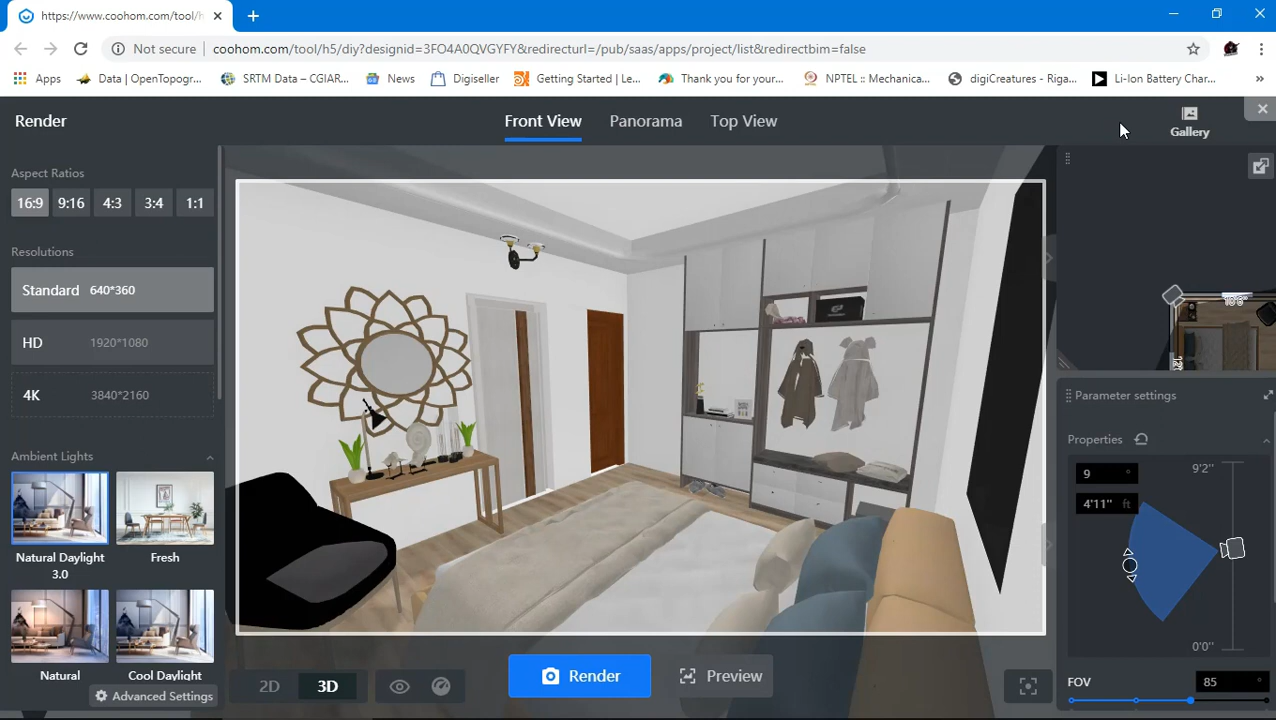 https://www.coohom.com/tool/h
Not secure
coohom.com/tool/h5/diy?designid=3FO4A0QVGYFY&redirecturl=/pub/saas/apps/project/list&redirectbim=false
Apps
Data | OpenTopogr...
SRTM Data – CGIAR...
News
Digiseller
Getting Started | Le...
Thank you for your...
NPTEL :: Mechanica...
digiCreatures - Riga...
Li-Ion Battery Char...
Render
Front View
Panorama
Top View
Gallery
Aspect Ratios
16:9
9:16
4:3
3:4
1:1
Resolutions
Standard 640*360
HD 1920*1080
4K 3840*2160
Ambient Lights
Natural Daylight 3.0
Fresh
Natural
Cool Daylight
Advanced Settings
2D
3D
Render
Preview
Parameter settings
Properties
9 °
9'2''
4'11'' ft
0'0''
FOV
85 °